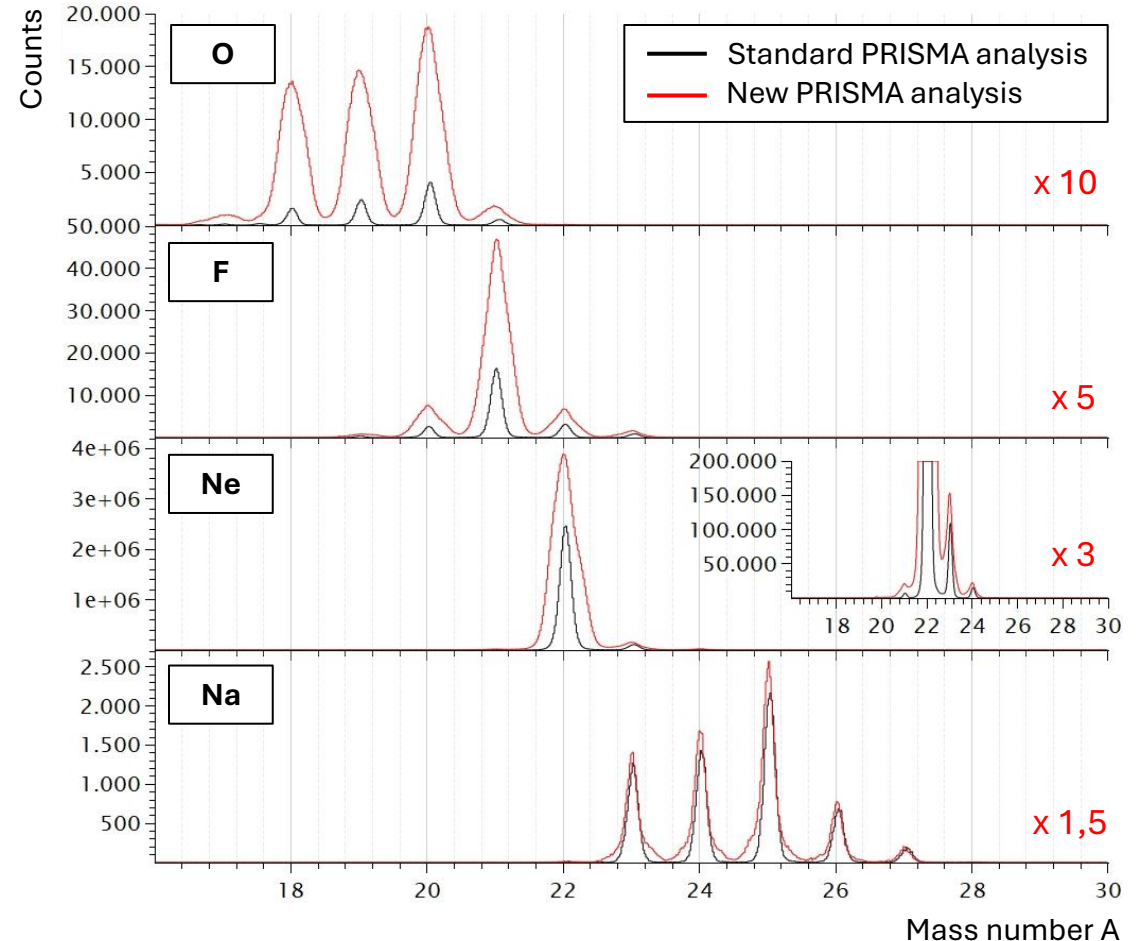 Counts
20.000
15.000
10.000
5.000
O
Standard PRISMA analysis
New PRISMA analysis
x 10
50.000
40.000
30.000
20.000
10.000
F
x 5
4e+06
3e+06
2e+06
1e+06
Ne
200.000
150.000
100.000
50.000
18 20 22 24 26 28 30
x 3
2.500
2.000
1.500
1.000
500
Na
x 1,5
18 20 22 24 26 28 30
Mass number A